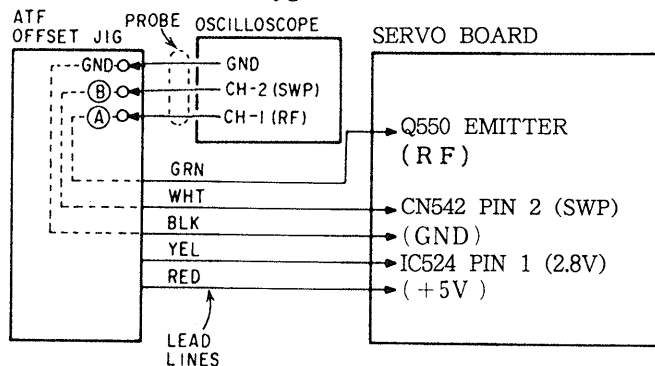 ATF
OFFSET JIG
PROBE
OSCILLOSCOPE
SERVO BOARD
GND
GND
B
CH-2 (SWP)
A
CH-1 (RF)
GRN
Q550 EMITTER
(RF)
WHT
CN542 PIN 2 (SWP)
BLK
(GND)
YEL
IC524 PIN 1 (2.8V)
RED
(+5V)
LEAD
LINES